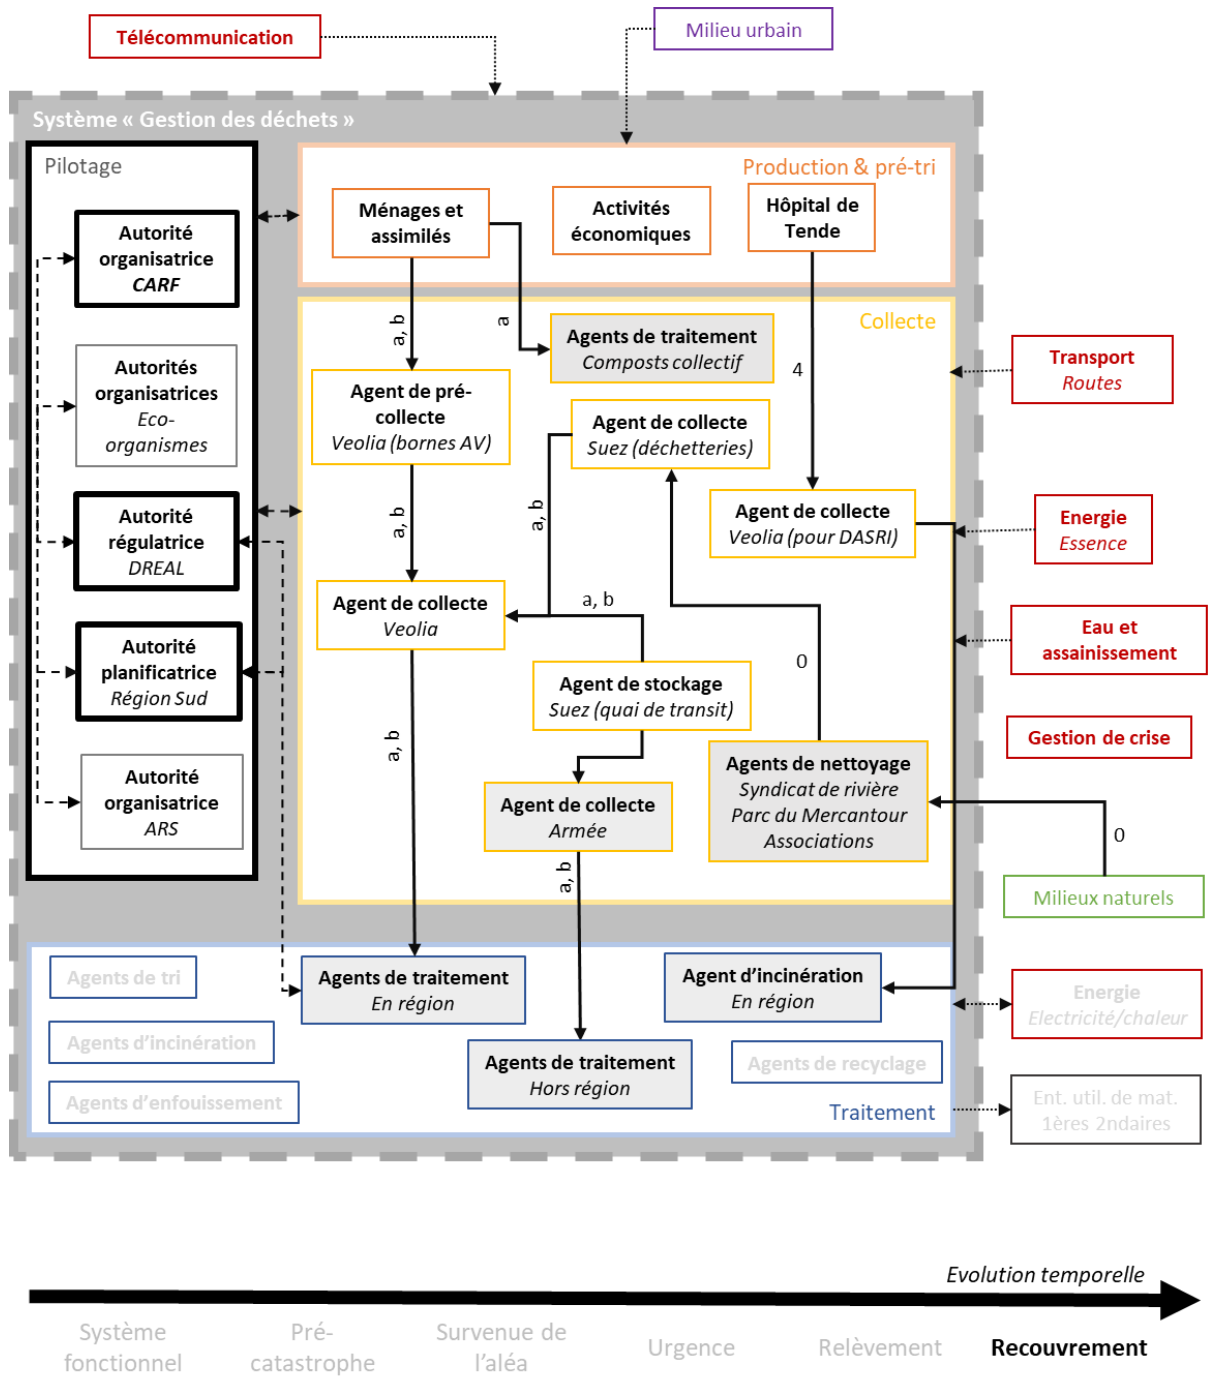 Télécommunication
Milieu urbain
Système « Gestion des déchets »
Pilotage
Autorité
organisatrice
CARF
Autorités
organisatrices
Eco-
organismes
Autorité
régulatrice
DREAL
Autorité
planificatrice
Région Sud
Autorité
organisatrice
ARS
Production & pré-tri
Ménages et
assimilés
Activités
économiques
Hôpital de
Tende
a, b
a
4
Collecte
Agents de traitement
Composts collectif
Agent de pré-
collecte
Veolia (bornes AV)
Agent de collecte
Suez (déchetteries)
Agent de collecte
Veolia (pour DASRI)
a, b
a, b
Agent de collecte
Veolia
a, b
0
Agent de stockage
Suez (quai de transit)
a, b
Agent de collecte
Armée
a, b
Agents de nettoyage
Syndicat de rivière
Parc du Mercantour
Associations
Transport
Routes
Energie
Essence
Eau et
assainissement
Gestion de crise
0
Milieux naturels
Agents de tri
Agents d'incinération
Agents d'enfouissement
Agents de traitement
En région
Agent d'incinération
En région
Agents de traitement
Hors région
Agents de recyclage
Traitement
Energie
Electricité/chaleur
Ent. util. de mat.
1ères 2ndaires
Evolution temporelle
Système
fonctionnel
Pré-
catastrophe
Survenue de
l'aléa
Urgence
Relèvement
Recouvrement